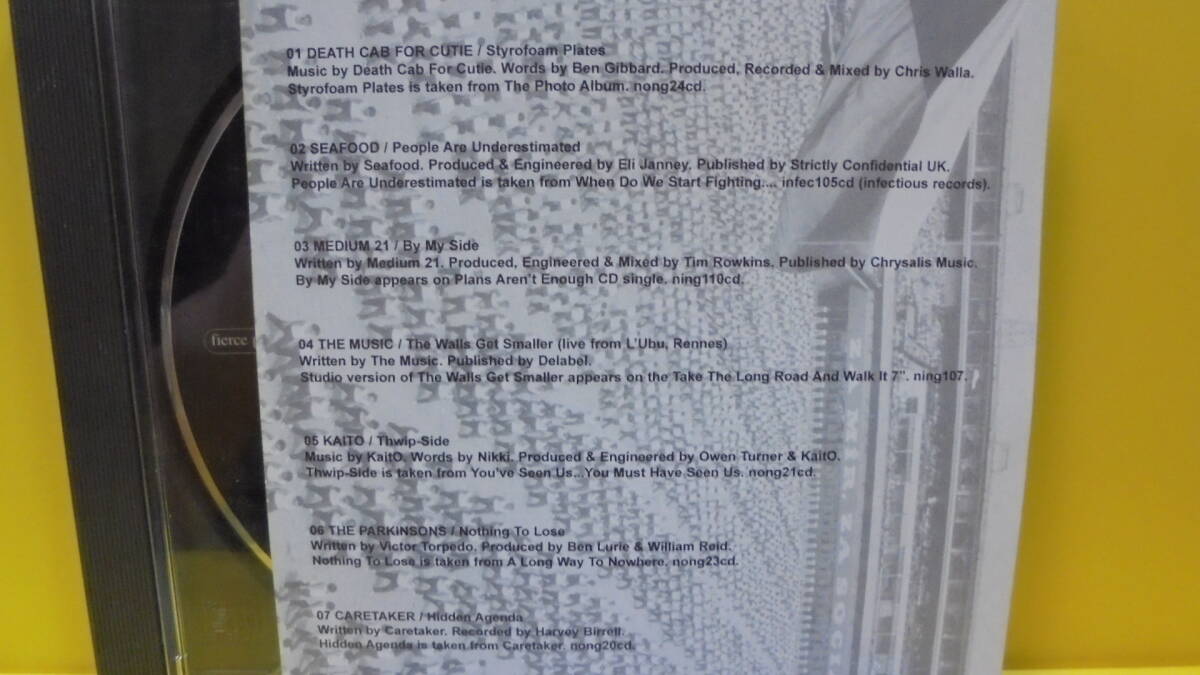 01 DEATH CAB FOR CUTIE / Styrofoam Plates
Music by Death Cab For Cutie. Words by Ben Gibbard. Produced, Recorded & Mixed by Chris Walla.
Styrofoam Plates is taken from The Photo Album. nong24cd.
02 SEAFOOD / People Are Underestimated
Written by Seafood. Produced & Engineered by Eli Janney. Published by Strictly Confidential UK.
People Are Underestimated is taken from When Do We Start Fighting.... infec105cd (infectious records).
03 MEDIUM 21 / By My Side
Written by Medium 21. Produced, Engineered & Mixed by Tim Rowkins. Published by Chrysalis Music.
By My Side appears on Plans Aren't Enough CD single. ning110cd.
fierce
04 THE MUSIC / The Walls Get Smaller (live from L'Ubu, Rennes)
Written by The Music. Published by Delabel.
Studio version of The Walls Get Smaller appears on the Take The Long Road And Walk It 7". ning107.
05 KAITO / Thwip-Side
Music by KaitO. Words by Nikki. Produced & Engineered by Owen Turner & KaitO.
Thwip-Side is taken from You've Seen Us...You Must Have Seen Us. nong21cd.
06 THE PARKINSONS / Nothing To Lose
Written by Victor Torpedo. Produced by Ben Lurie & William Reid.
Nothing To Lose is taken from A Long Way To Nowhere. nong23cd.
07 CARETAKER / Hidden Agenda
Written by Caretaker. Recorded by Harvey Birrell.
Hidden Agenda is taken from Caretaker. nong20cd.